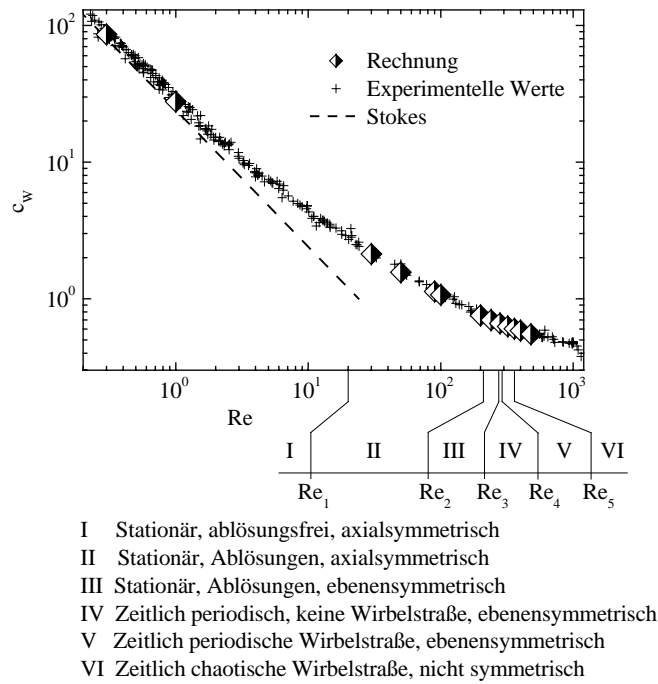 10²
10¹
10⁰
c_W
Rechnung
Experimentelle Werte
Stokes
10⁰ 10¹ 10² 10³
Re
I II III IV V VI
Re₁ Re₂ Re₃ Re₄ Re₅
I Stationär, ablösungsfrei, axialsymmetrisch
II Stationär, Ablösungen, axialsymmetrisch
III Stationär, Ablösungen, ebenensymmetrisch
IV Zeitlich periodisch, keine Wirbelstraße, ebenensymmetrisch
V Zeitlich periodische Wirbelstraße, ebenensymmetrisch
VI Zeitlich chaotische Wirbelstraße, nicht symmetrisch